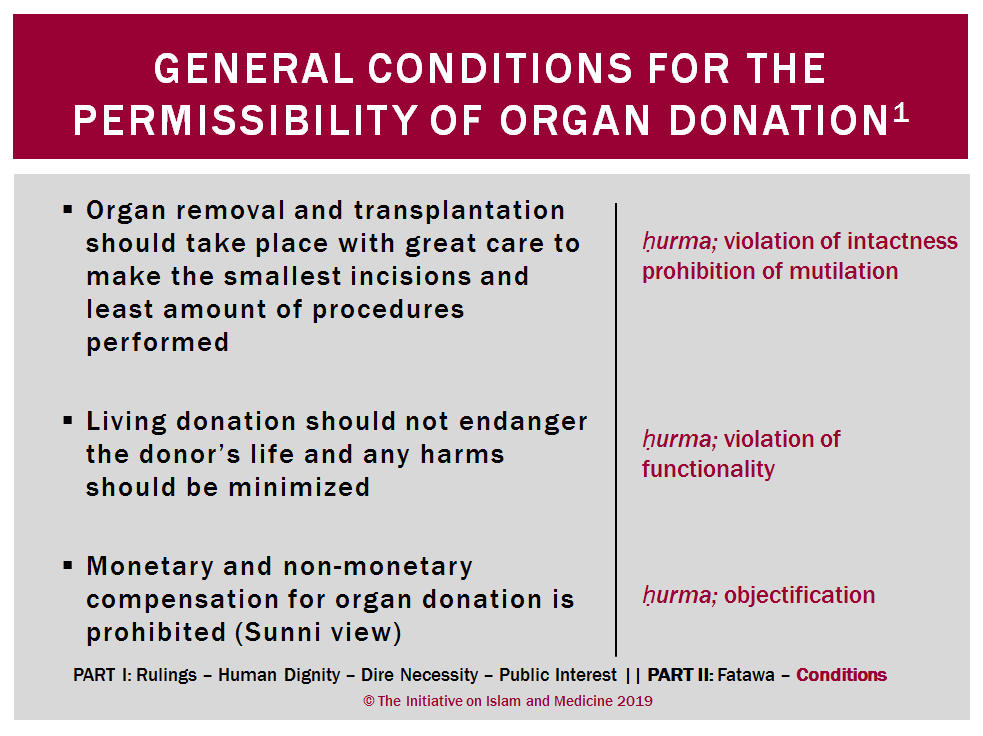 GENERAL CONDITIONS FOR THE
PERMISSIBILITY OF ORGAN DONATION¹
▪ Organ removal and transplantation
should take place with great care to
make the smallest incisions and
least amount of procedures
performed
ḥurma; violation of intactness
prohibition of mutilation
▪ Living donation should not endanger
the donor’s life and any harms
should be minimized
ḥurma; violation of
functionality
▪ Monetary and non-monetary
compensation for organ donation is
prohibited (Sunni view)
ḥurma; objectification
PART I: Rulings – Human Dignity – Dire Necessity – Public Interest || PART II: Fatawa – Conditions
© The Initiative on Islam and Medicine 2019